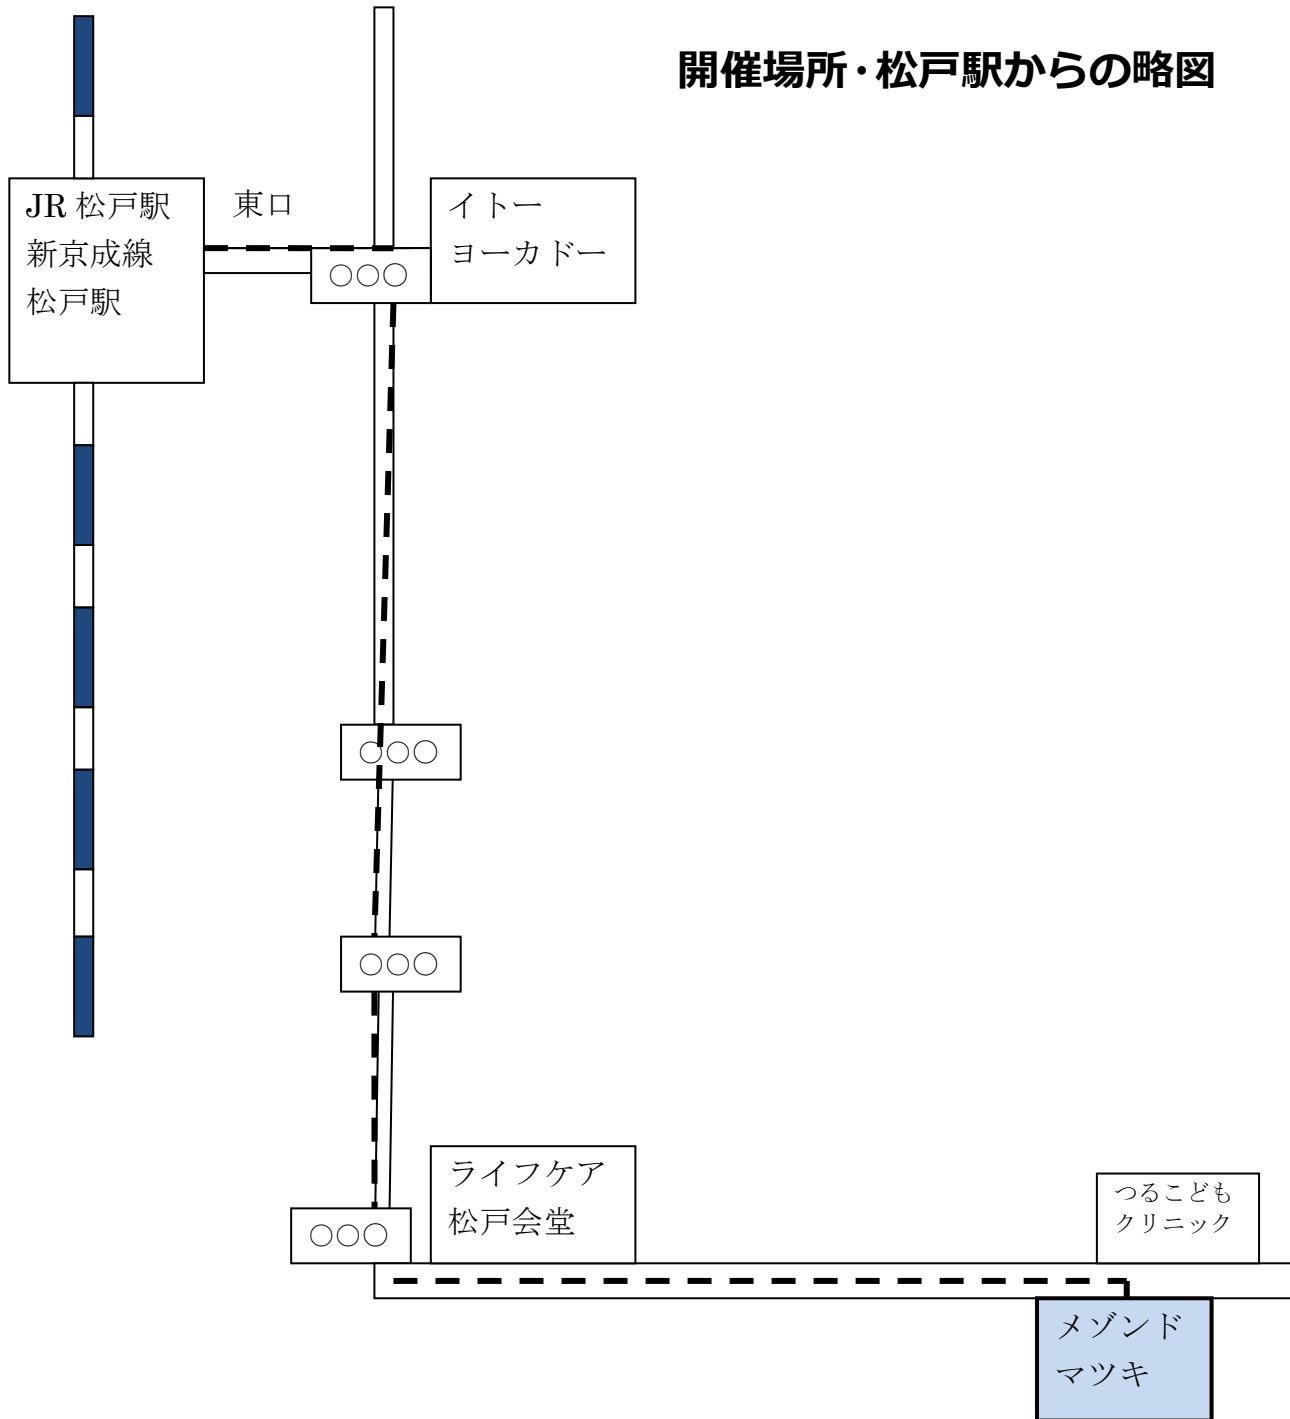 開催場所・松戸駅からの略図
JR 松戸駅
新京成線
松戸駅
東口
イトー
ヨーカドー
○○○
○○○
○○○
ライフケア
松戸会堂
○○○
つるこども
クリニック
メゾンド
マツキ